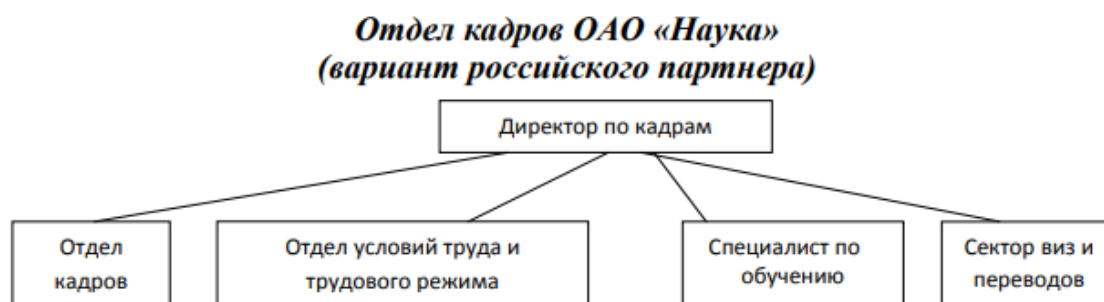 Отдел кадров ОАО «Наука»
(вариант российского партнера)
Директор по кадрам
Отдел
кадров
Отдел условий труда и
трудового режима
Специалист по
обучению
Сектор виз и
переводов